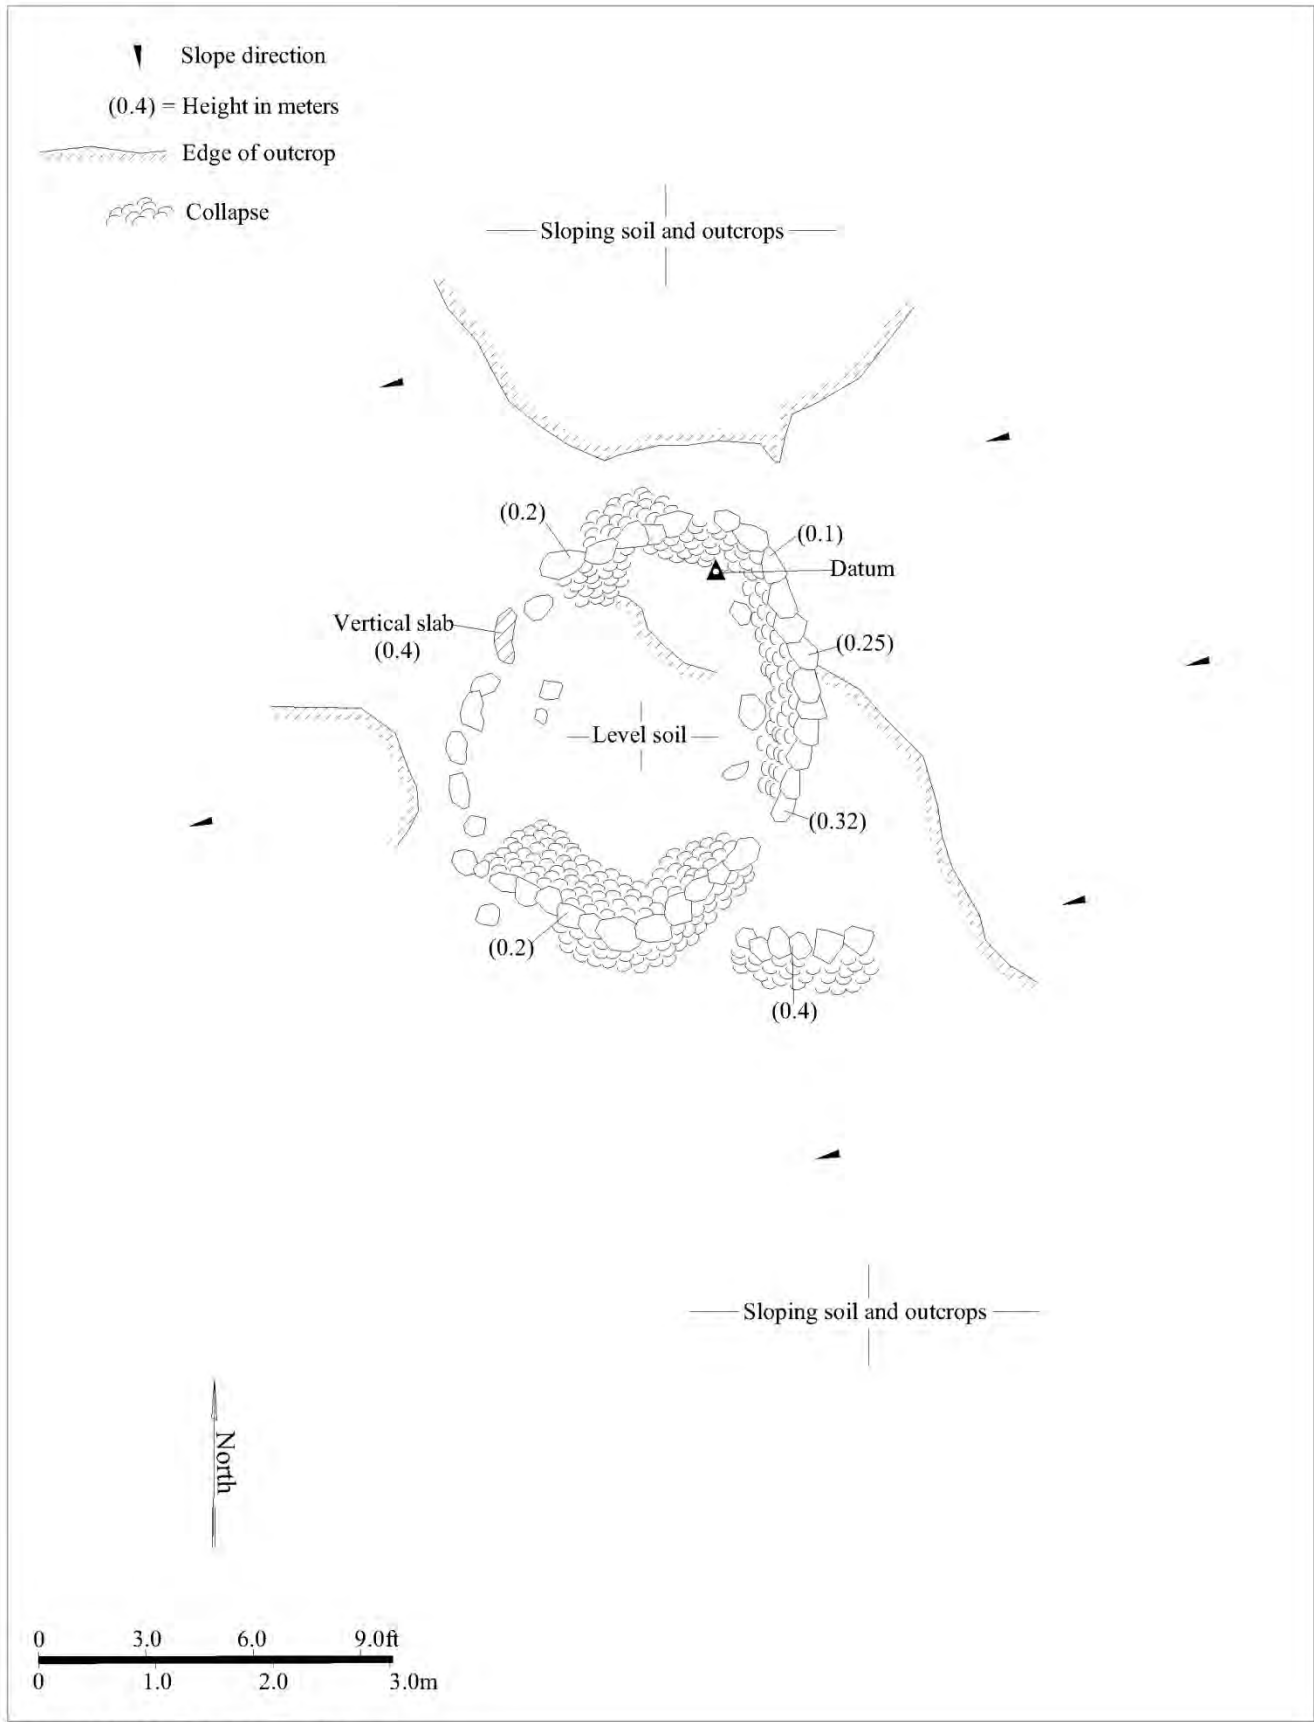 Slope direction
(0.4) = Height in meters
Edge of outcrop
Collapse
Sloping soil and outcrops
(0.2)
(0.1)
Datum
Vertical slab
(0.4)
(0.25)
Level soil
(0.32)
(0.2)
(0.4)
Sloping soil and outcrops
North
0 3.0 6.0 9.0ft
0 1.0 2.0 3.0m